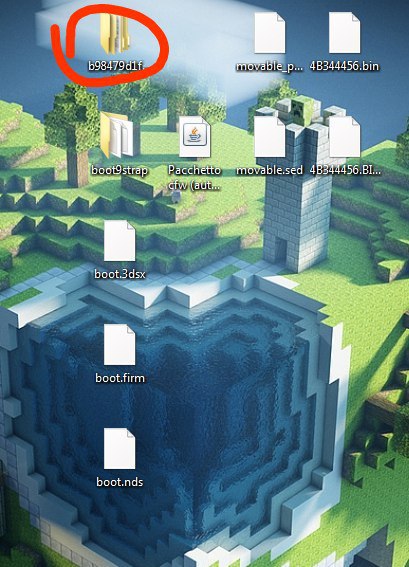 b98479d1f...
movable_p...
4B344456.bin
boot9strap
Pacchetto
cfw (aut...
movable.sed
4B344456.BI...
boot.3dsx
boot.firm
boot.nds